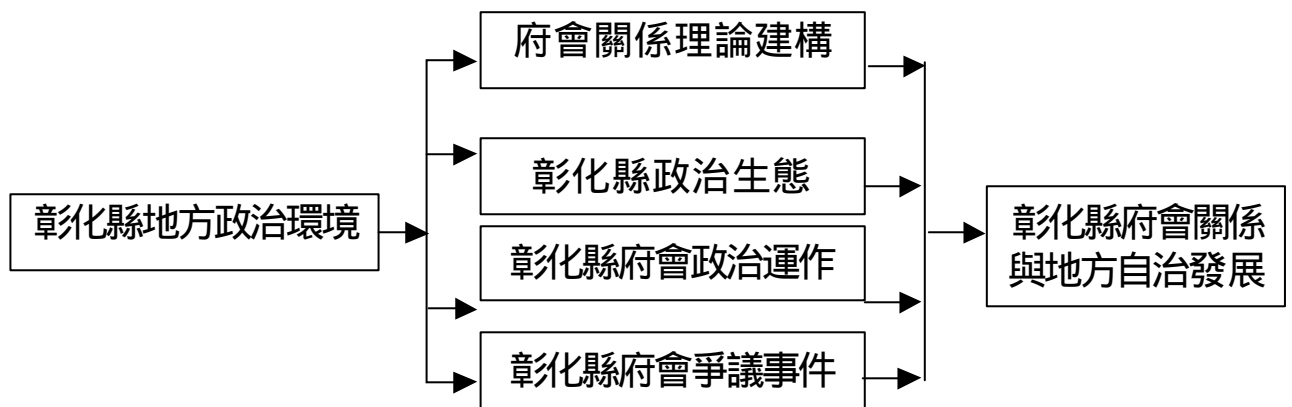 彰化縣地方政治環境
府會關係理論建構
彰化縣政治生態
彰化縣府會政治運作
彰化縣府會爭議事件
彰化縣府會關係
與地方自治發展